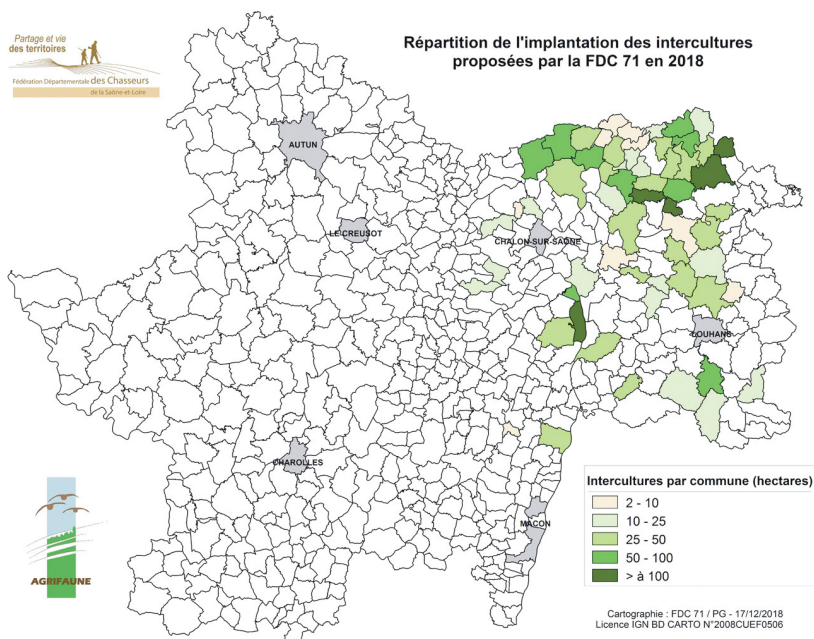 Partage et vie
des territoires
Fédération Départementale des Chasseurs
de la Saône-et-Loire
Répartition de l'implantation des intercultures
proposées par la FDC 71 en 2018
AUTUN
LE CREUSOT
CHALON-SUR-SAÔNE
LOUHANS
CHAROLLES
MACON
AGRIFAUNE
Intercultures par commune (hectares)
2 - 10
10 - 25
25 - 50
50 - 100
> à 100
Cartographie : FDC 71 / PG - 17/12/2018
Licence IGN BD CARTO N°2008CUEF0506